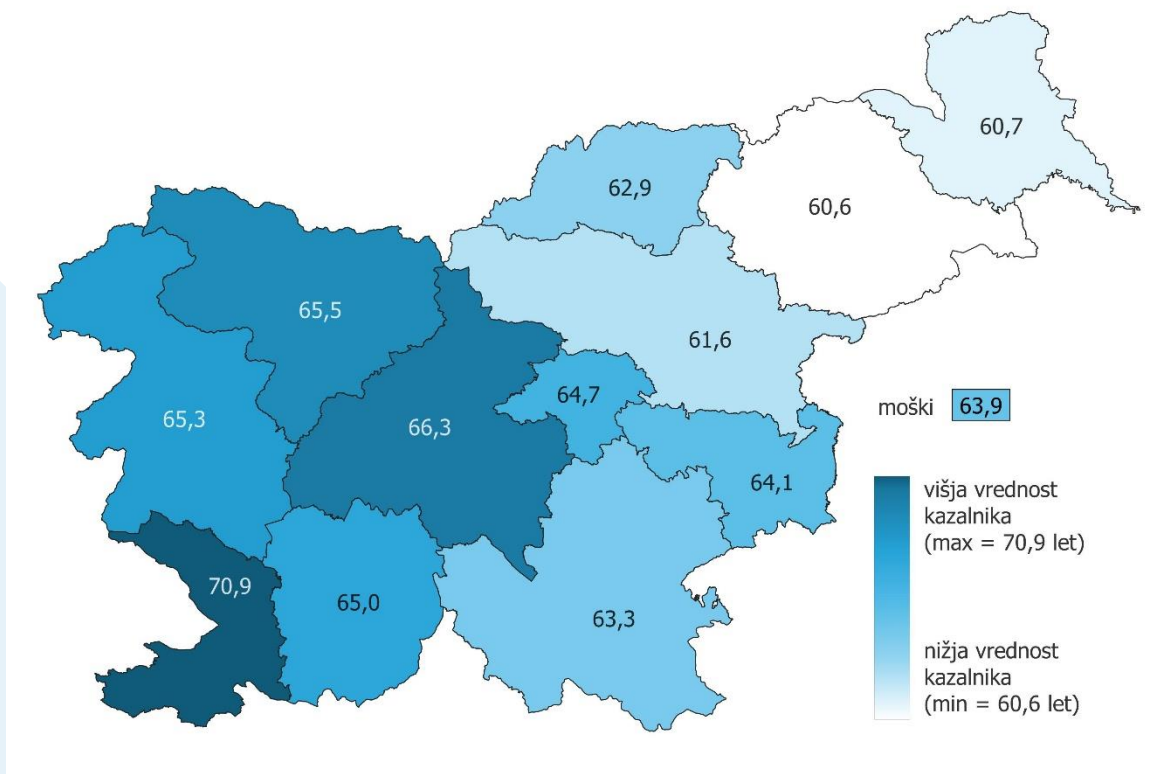 60,7
62,9
60,6
65,5
61,6
64,7
65,3
66,3
moški 63,9
64,1
višja vrednost
kazalnika
(max = 70,9 let)
70,9
65,0
63,3
nižja vrednost
kazalnika
(min = 60,6 let)